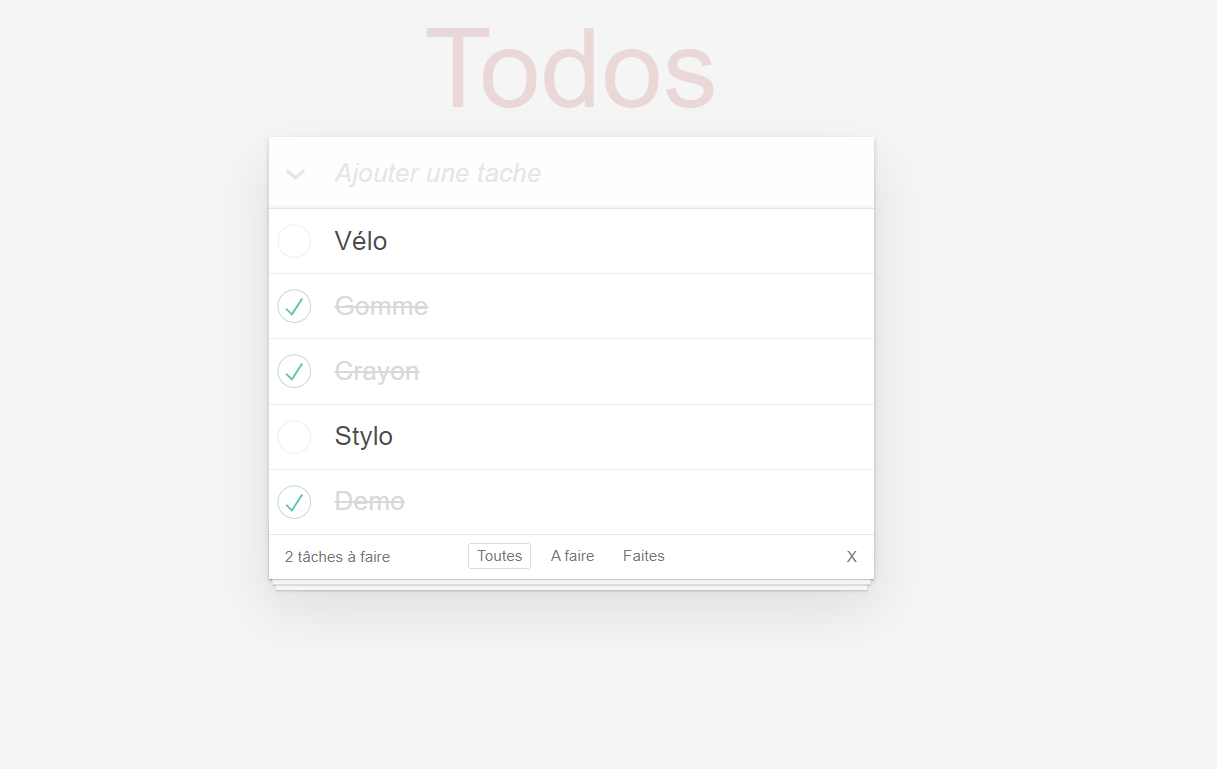 Todos
Ajouter une tache
Vélo
Gomme
Crayon
Stylo
Demo
2 tâches à faire Toutes A faire Faites X